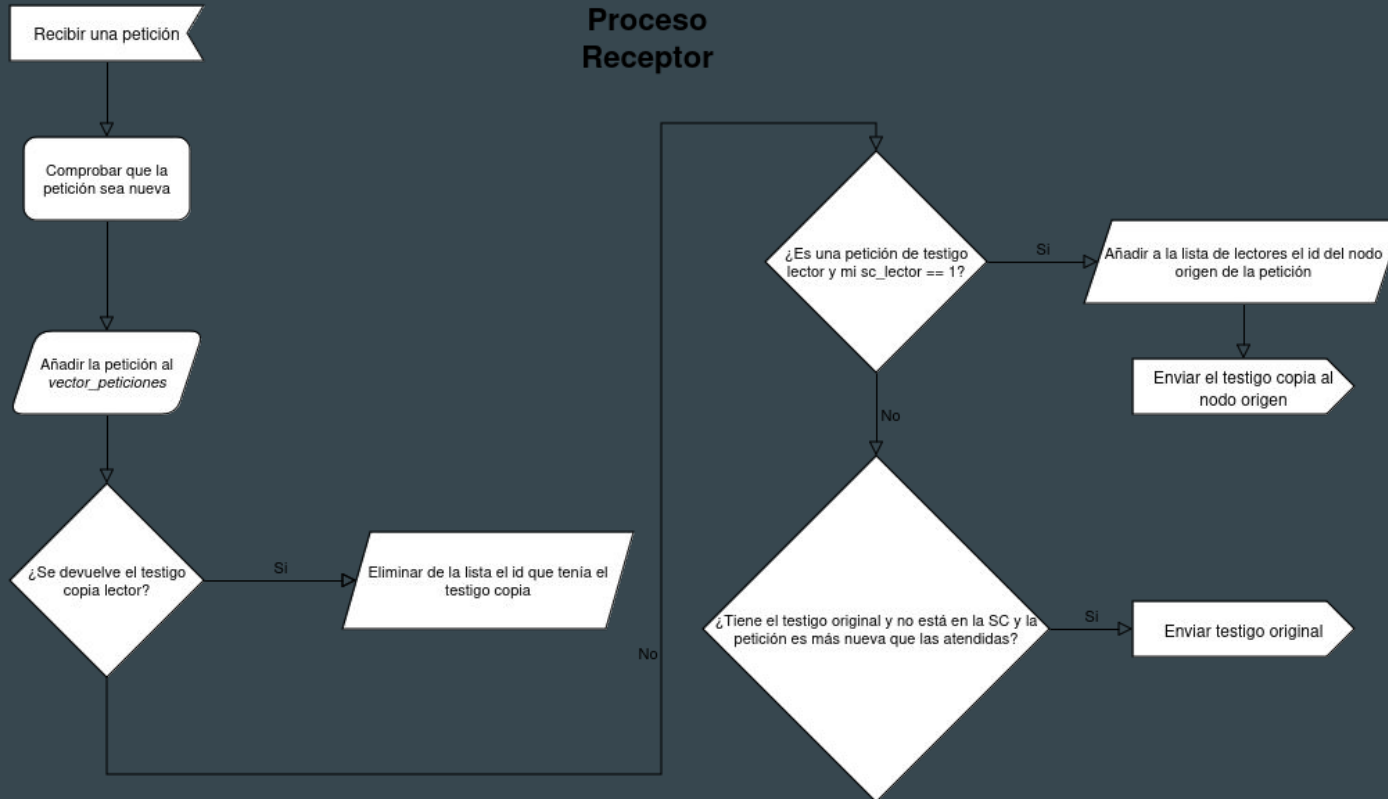 Proceso
Receptor
Recibir una petición
Comprobar que la
petición sea nueva
Añadir la petición al
vector_peticiones
¿Se devuelve el testigo
copia lector?
Si
Eliminar de la lista el id que tenía el
testigo copia
No
¿Es una petición de testigo
lector y mi sc_lector == 1?
Si
Añadir a la lista de lectores el id del nodo
origen de la petición
Enviar el testigo copia al
nodo origen
No
¿Tiene el testigo original y no está en la SC y la
petición es más nueva que las atendidas?
Si
Enviar testigo original